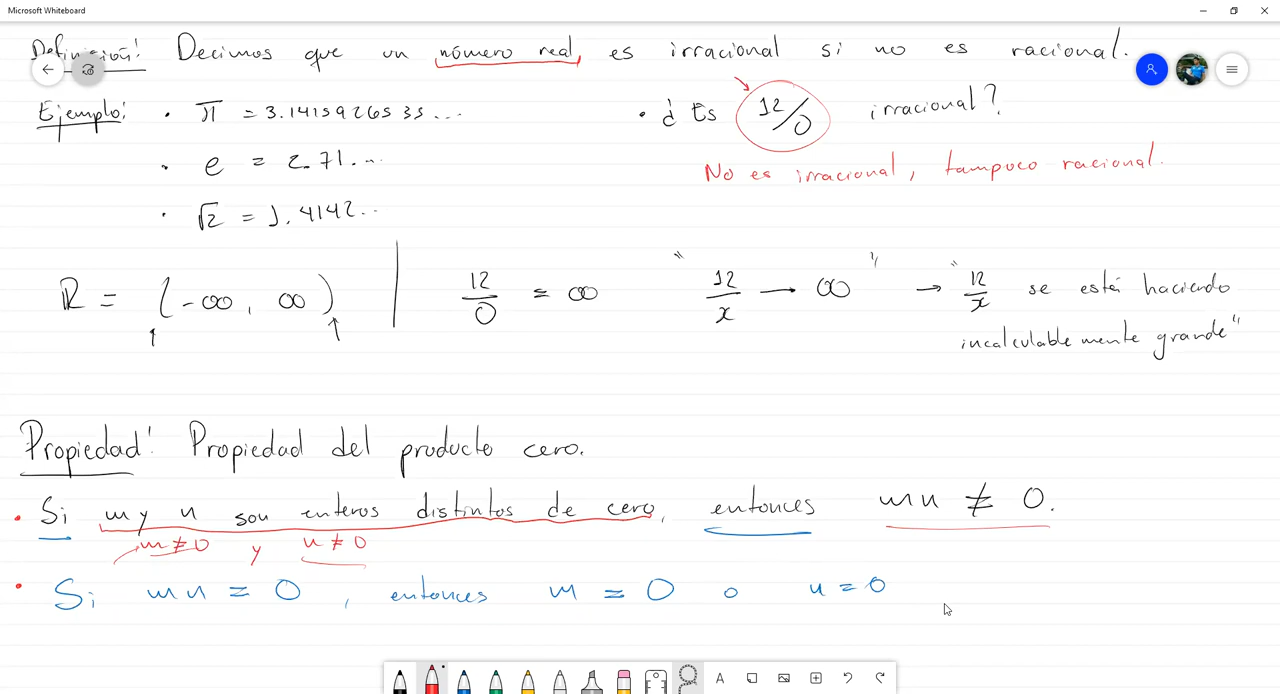 Microsoft Whiteboard
Definición: Decimos que un número real es irracional si no es racional.
Ejemplo: • π = 3.1415926535...
• e = 2.71...
• √2 = 1.4142...
• ¿Es 12/0 irracional?
No es irracional, tampoco racional.
ℝ = (-∞, ∞)
12/0 = ∞
"12/x → ∞" → "12/x se está haciendo
incalculablemente grande"
Propiedad: Propiedad del producto cero.
• Si m y n son enteros distintos de cero, entonces mn ≠ 0.
m≠0 y n≠0
• Si mn = 0, entonces m = 0 o n = 0
A